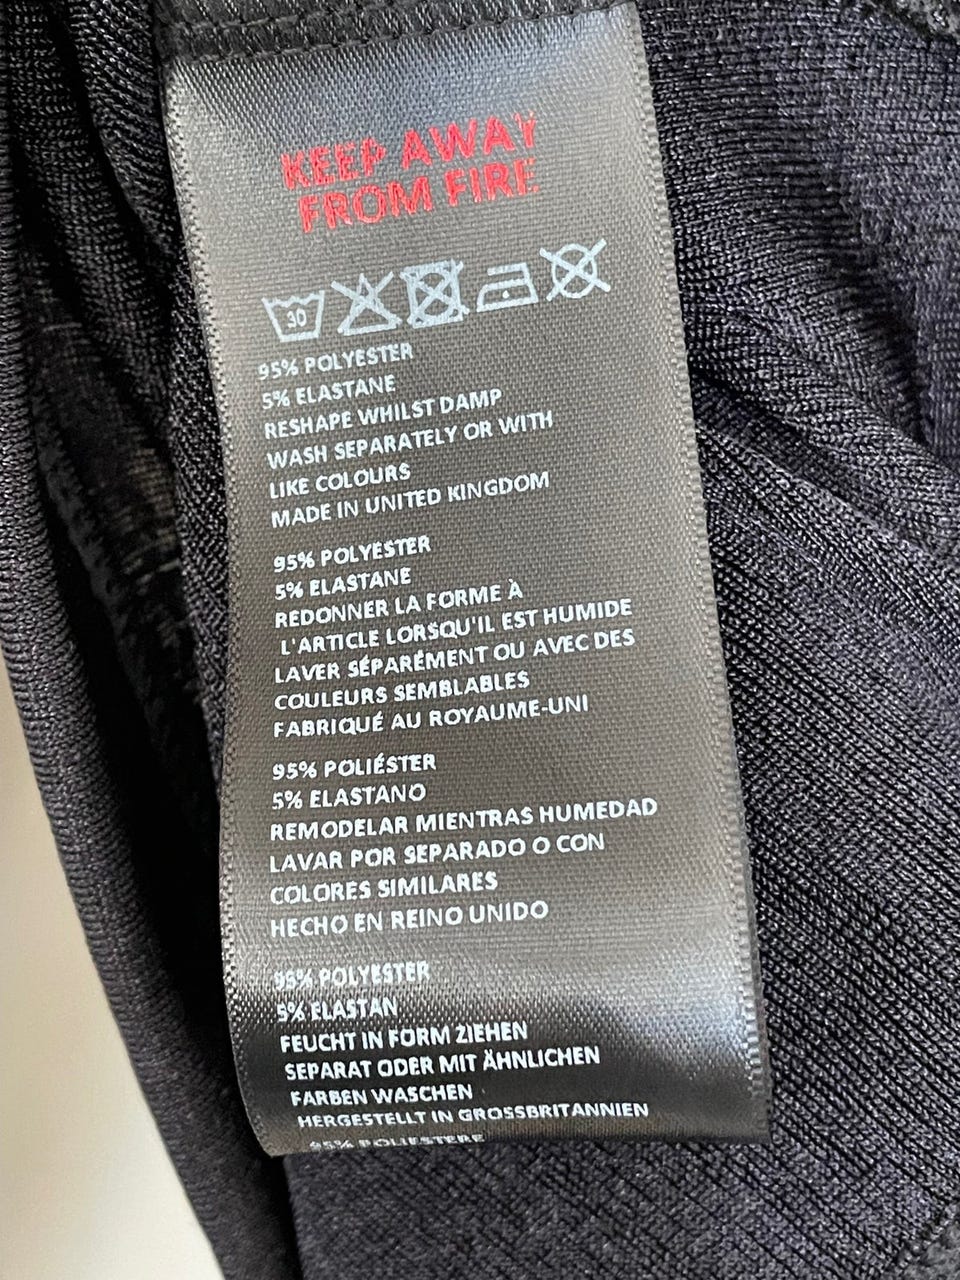 KEEP AWAY
FROM FIRE
30
95% POLYESTER
5% ELASTANE
RESHAPE WHILST DAMP
WASH SEPARATELY OR WITH
LIKE COLOURS
MADE IN UNITED KINGDOM
95% POLYESTER
5% ELASTANE
REDONNER LA FORME À
L'ARTICLE LORSQU'IL EST HUMIDE
LAVER SÉPARÉMENT OU AVEC DES
COULEURS SEMBLABLES
FABRIQUÉ AU ROYAUME-UNI
95% POLIÉSTER
5% ELASTANO
REMODELAR MIENTRAS HUMEDAD
LAVAR POR SEPARADO O CON
COLORES SIMILARES
HECHO EN REINO UNIDO
95% POLYESTER
5% ELASTAN
FEUCHT IN FORM ZIEHEN
SEPARAT ODER MIT ÄHNLICHEN
FARBEN WASCHEN
HERGESTELLT IN GROSSBRITANNIEN
95% POLIESTERE